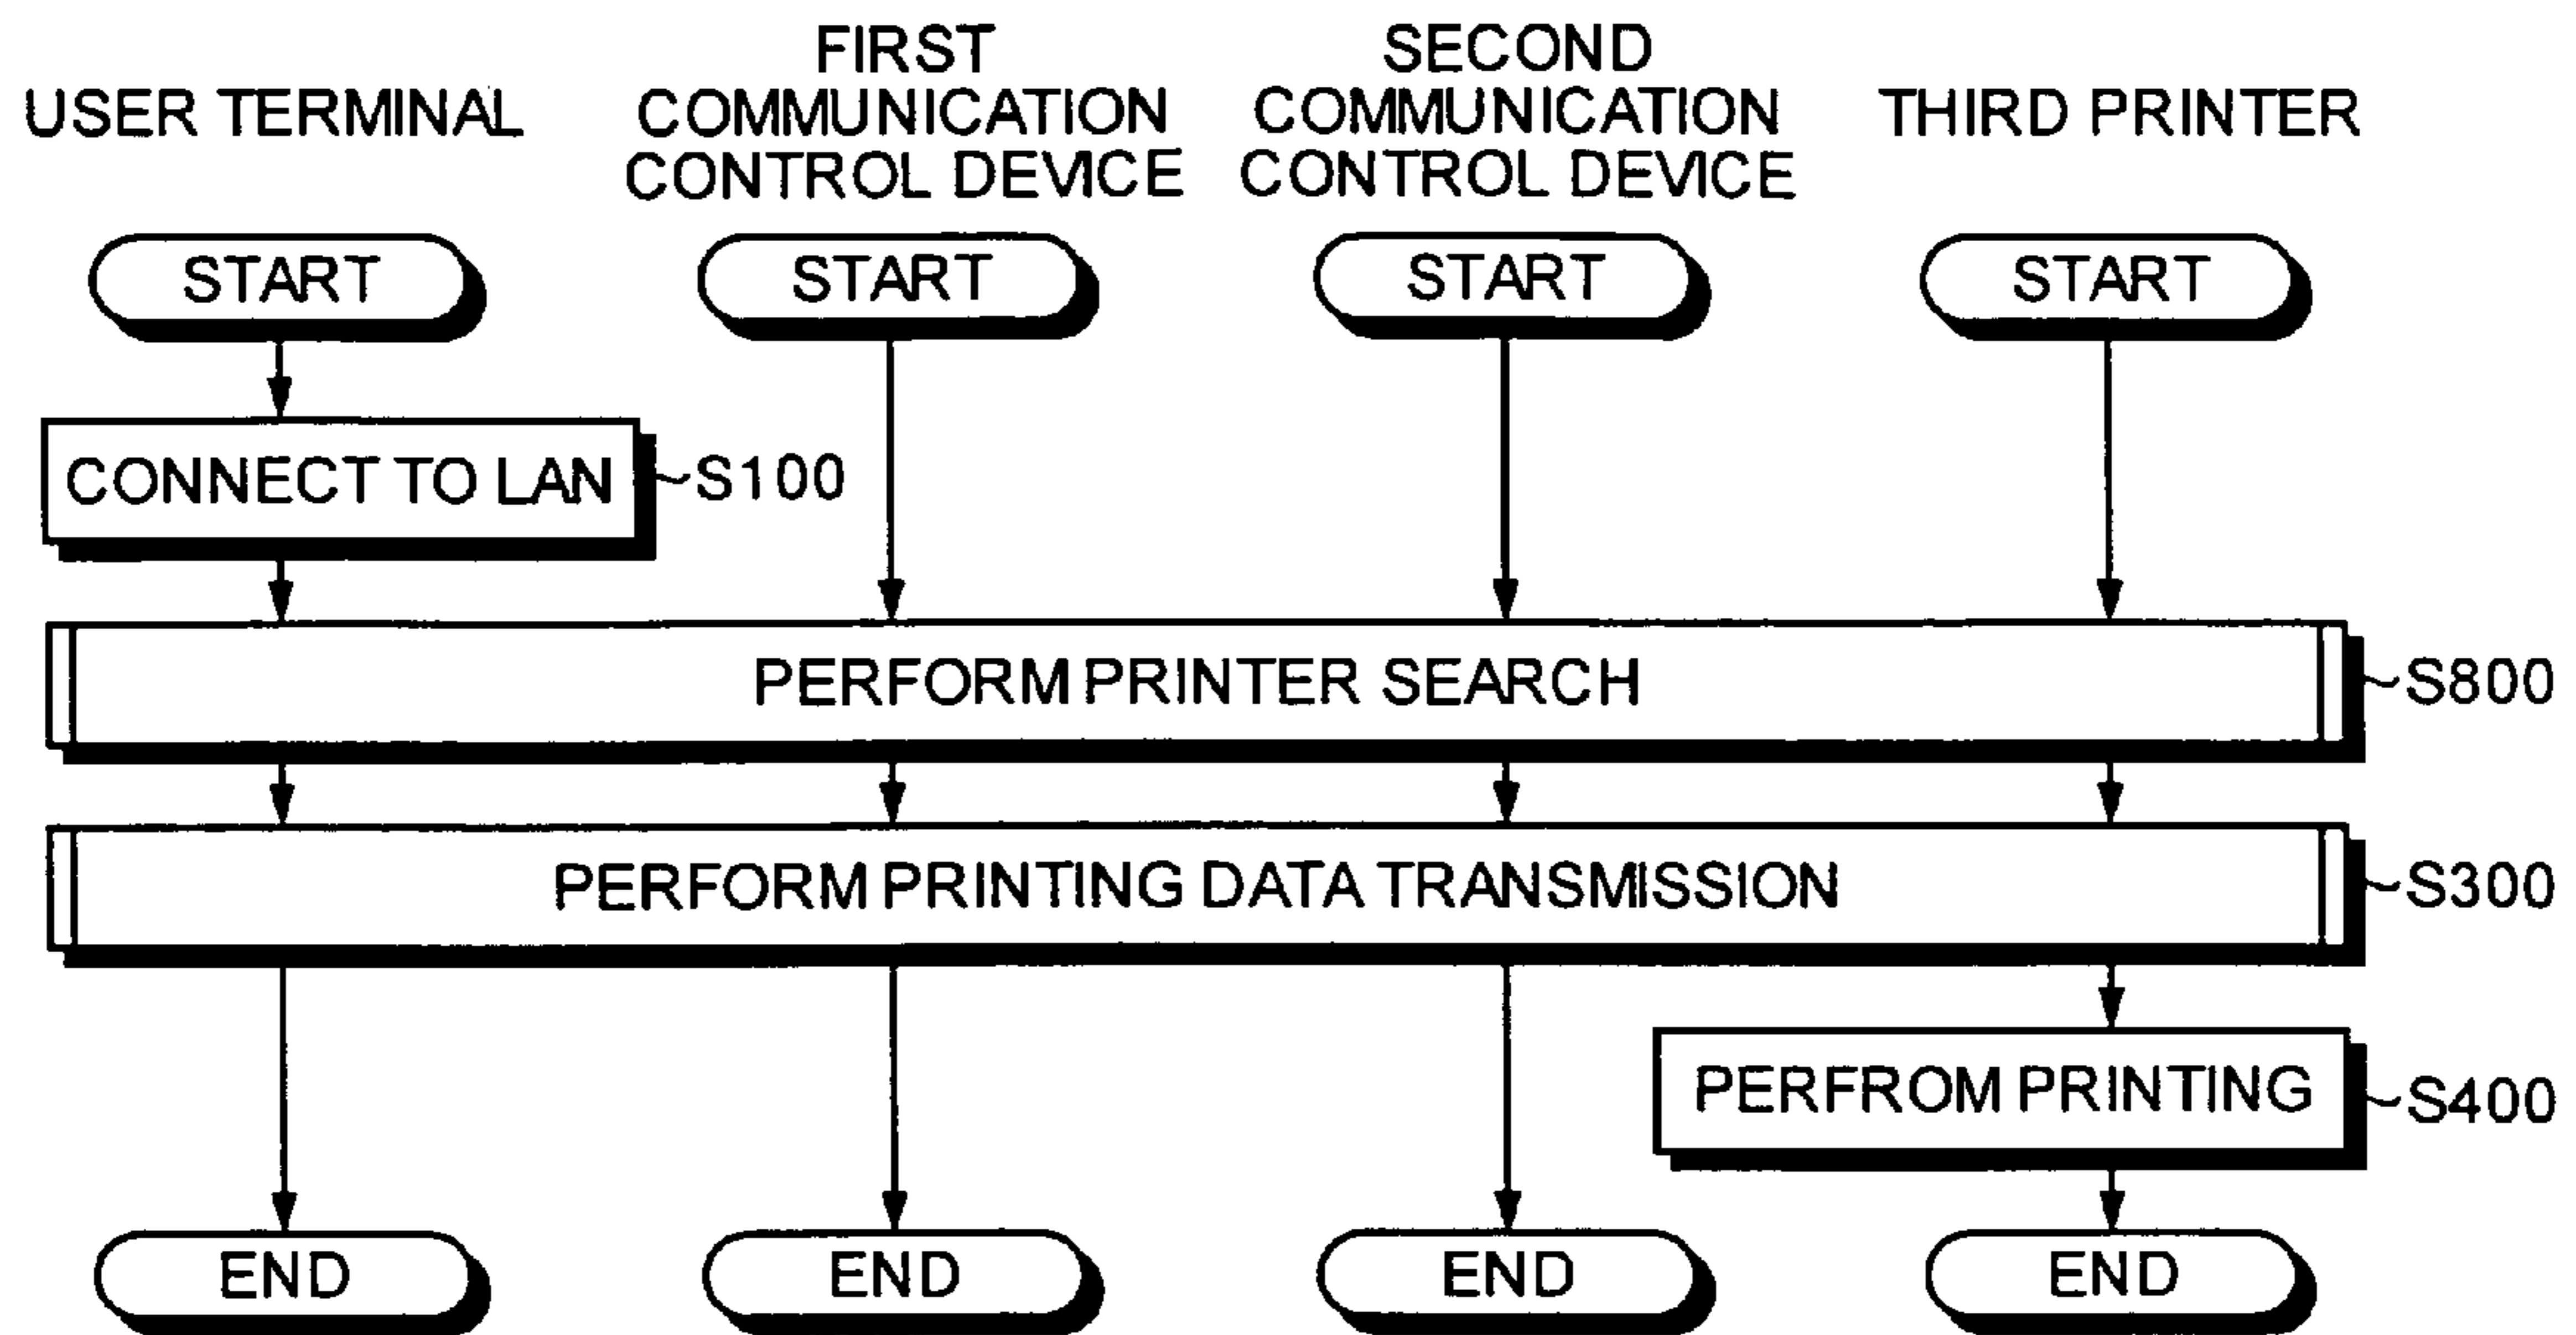 USER TERMINAL
FIRST
COMMUNICATION
CONTROL DEVICE
SECOND
COMMUNICATION
CONTROL DEVICE
THIRD PRINTER
START
START
START
START
CONNECT TO LAN
S100
PERFORM PRINTER SEARCH
S800
PERFORM PRINTING DATA TRANSMISSION
S300
PERFROM PRINTING
S400
END
END
END
END